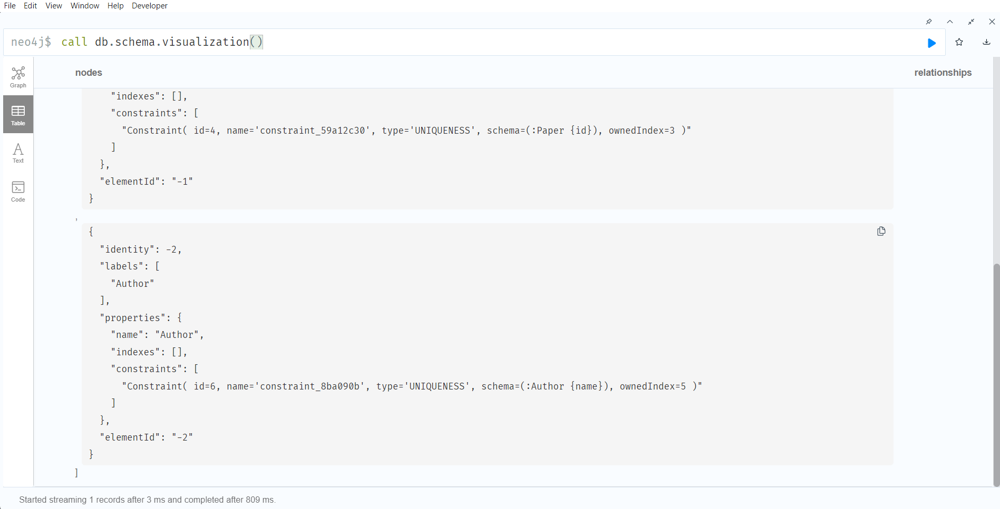 File Edit View Window Help Developer
neo4j$ call db.schema.visualization()
Graph
Table
Text
Code
nodes relationships
"indexes": [],
"constraints": [
"Constraint( id=4, name='constraint_59a12c30', type='UNIQUENESS', schema=(:Paper {id}), ownedIndex=3 )"
]
},
"elementId": "-1"
}
,
{
"identity": -2,
"labels": [
"Author"
],
"properties": {
"name": "Author",
"indexes": [],
"constraints": [
"Constraint( id=6, name='constraint_8ba090b', type='UNIQUENESS', schema=(:Author {name}), ownedIndex=5 )"
]
},
"elementId": "-2"
}
]
Started streaming 1 records after 3 ms and completed after 809 ms.